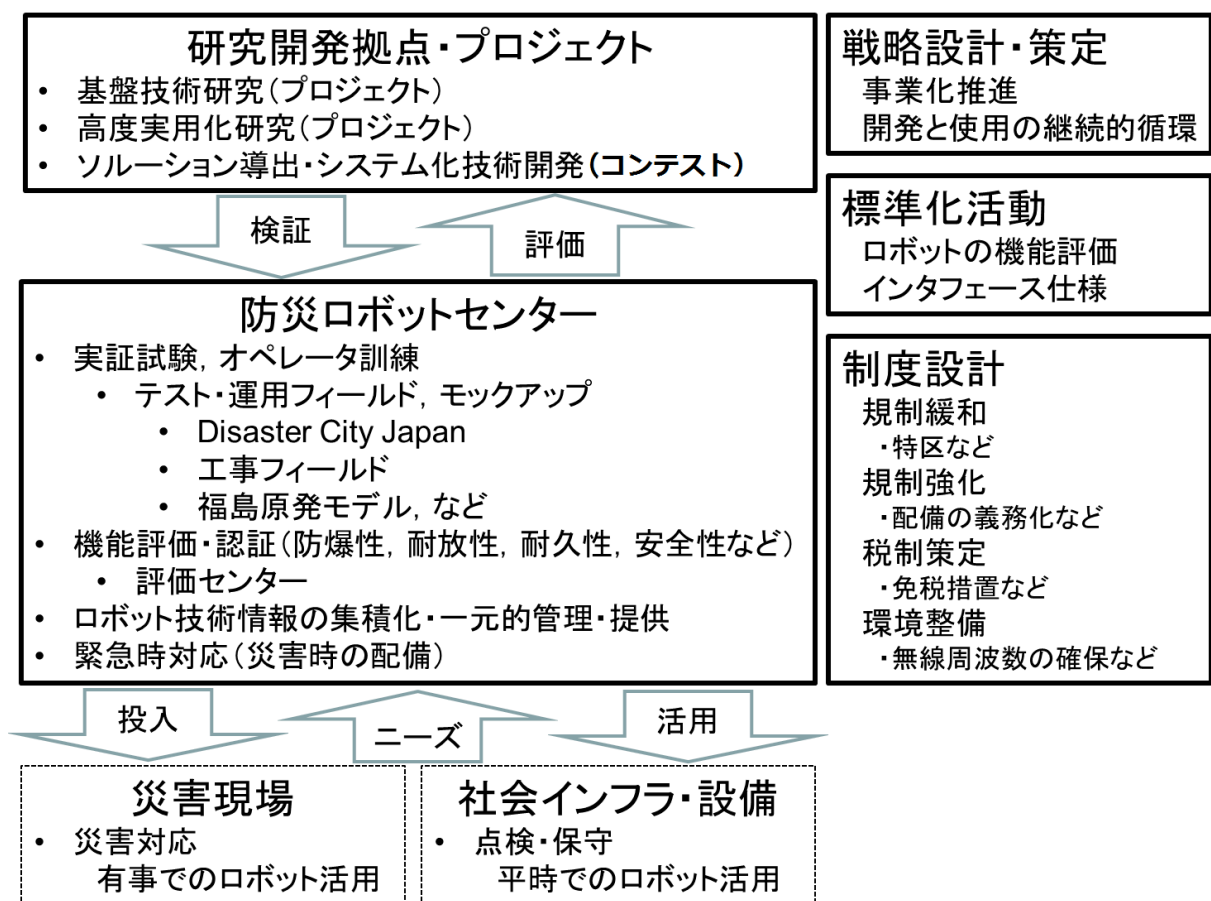 研究開発拠点・プロジェクト
• 基盤技術研究(プロジェクト)
• 高度実用化研究(プロジェクト)
• ソルーション導出・システム化技術開発(コンテスト)
検証
評価
防災ロボットセンター
• 実証試験, オペレータ訓練
• テスト・運用フィールド, モックアップ
• Disaster City Japan
• 工事フィールド
• 福島原発モデル, など
• 機能評価・認証(防爆性, 耐放性, 耐久性, 安全性など)
• 評価センター
• ロボット技術情報の集積化・一元的管理・提供
• 緊急時対応(災害時の配備)
投入
ニーズ
活用
災害現場
• 災害対応
有事でのロボット活用
社会インフラ・設備
• 点検・保守
平時でのロボット活用
戦略設計・策定
事業化推進
開発と使用の継続的循環
標準化活動
ロボットの機能評価
インタフェース仕様
制度設計
規制緩和
・特区など
規制強化
・配備の義務化など
税制策定
・免税措置など
環境整備
・無線周波数の確保など